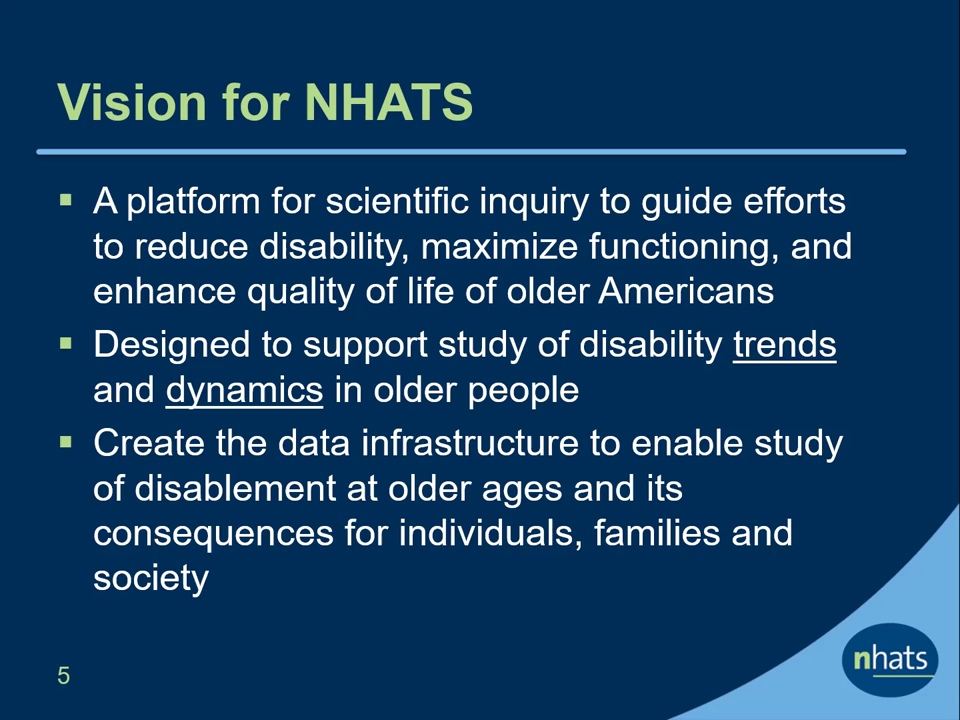 Vision for NHATS
▪ A platform for scientific inquiry to guide efforts
to reduce disability, maximize functioning, and
enhance quality of life of older Americans
▪ Designed to support study of disability trends
and dynamics in older people
▪ Create the data infrastructure to enable study
of disablement at older ages and its
consequences for individuals, families and
society
nhats
5